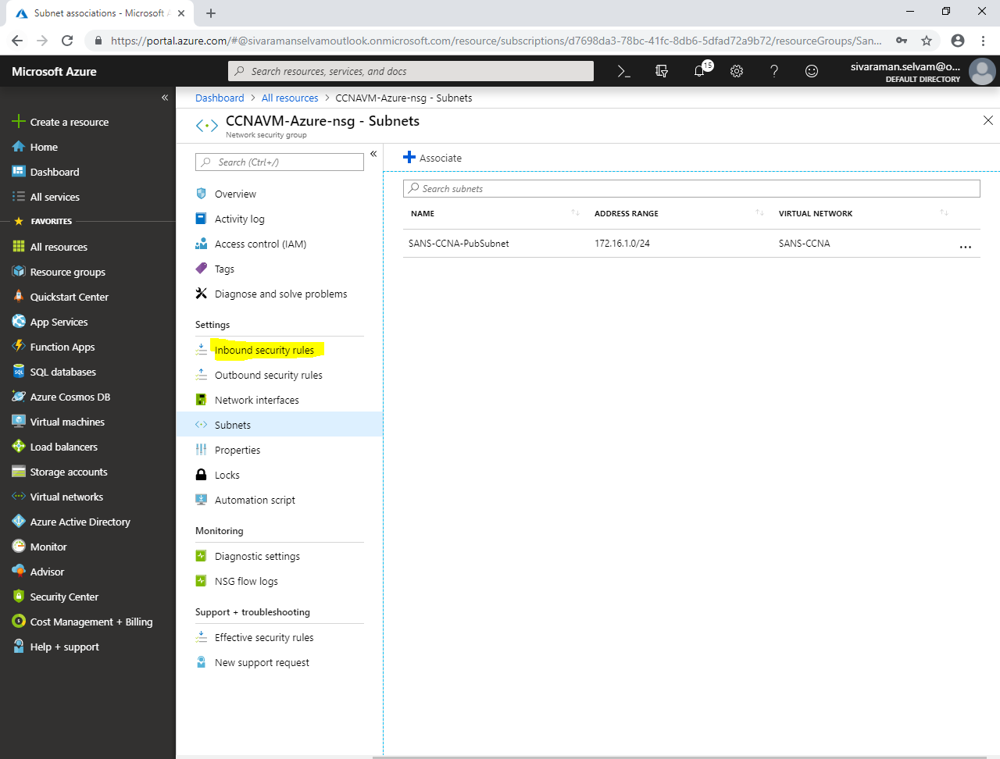 Subnet associations - Microsoft A
https://portal.azure.com/#@sivaramanselvamoutlook.onmicrosoft.com/resource/subscriptions/d7698da3-78bc-41fc-8db6-5dfad72a9b72/resourceGroups/San...
Microsoft Azure
Search resources, services, and docs
15
sivaraman.selvam@o...
DEFAULT DIRECTORY
Create a resource
Home
Dashboard
All services
FAVORITES
All resources
Resource groups
Quickstart Center
App Services
Function Apps
SQL databases
Azure Cosmos DB
Virtual machines
Load balancers
Storage accounts
Virtual networks
Azure Active Directory
Monitor
Advisor
Security Center
Cost Management + Billing
Help + support
Dashboard > All resources > CCNAVM-Azure-nsg - Subnets
CCNAVM-Azure-nsg - Subnets
Network security group
Search (Ctrl+/)
Overview
Activity log
Access control (IAM)
Tags
Diagnose and solve problems
Settings
Inbound security rules
Outbound security rules
Network interfaces
Subnets
Properties
Locks
Automation script
Monitoring
Diagnostic settings
NSG flow logs
Support + troubleshooting
Effective security rules
New support request
Associate
Search subnets
NAME ADDRESS RANGE VIRTUAL NETWORK
SANS-CCNA-PubSubnet 172.16.1.0/24 SANS-CCNA ...